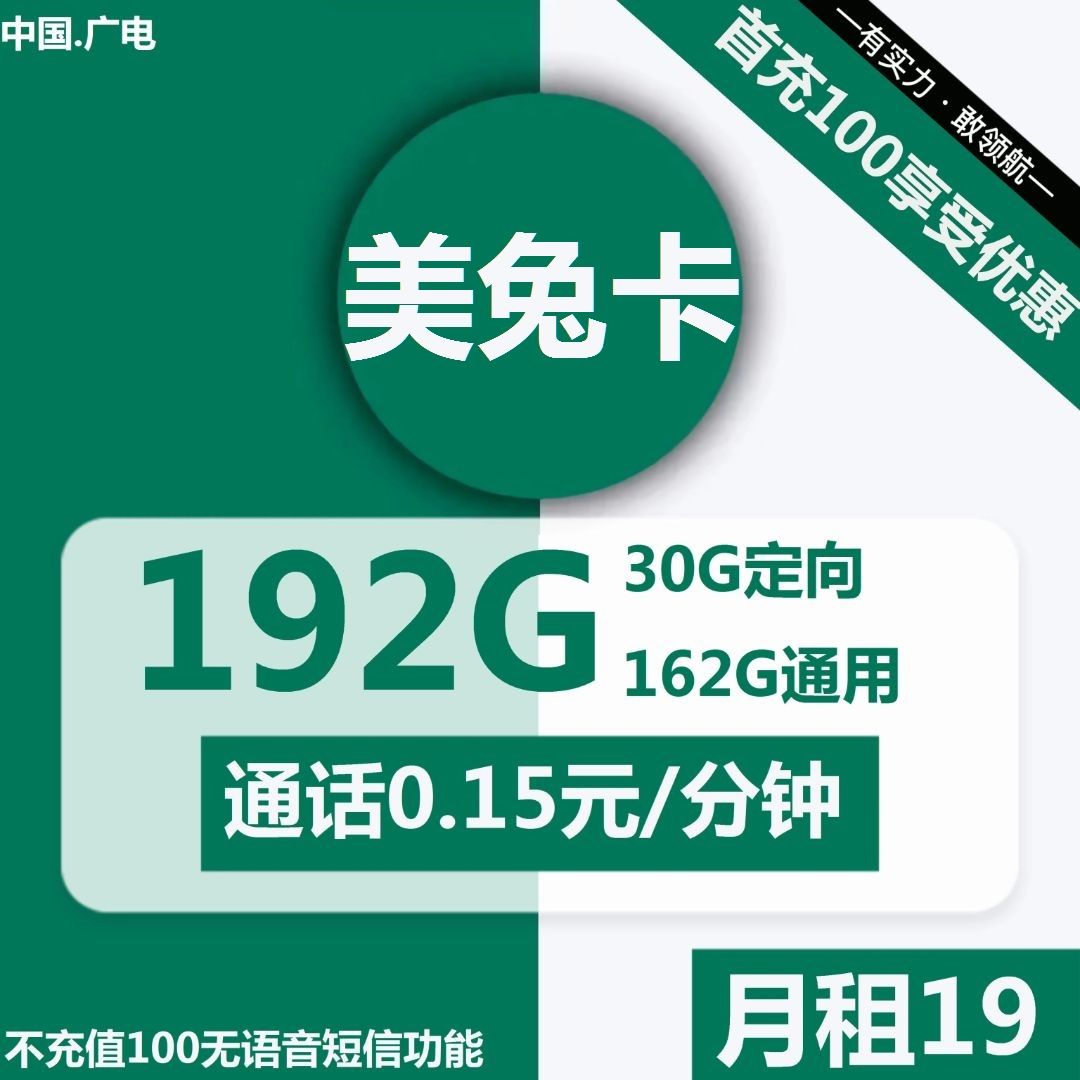 中国.广电
一有实力·敢领航一
首充100享受优惠
美兔卡
192G
30G定向
162G通用
通话0.15元/分钟
不充值100无语音短信功能
月租19